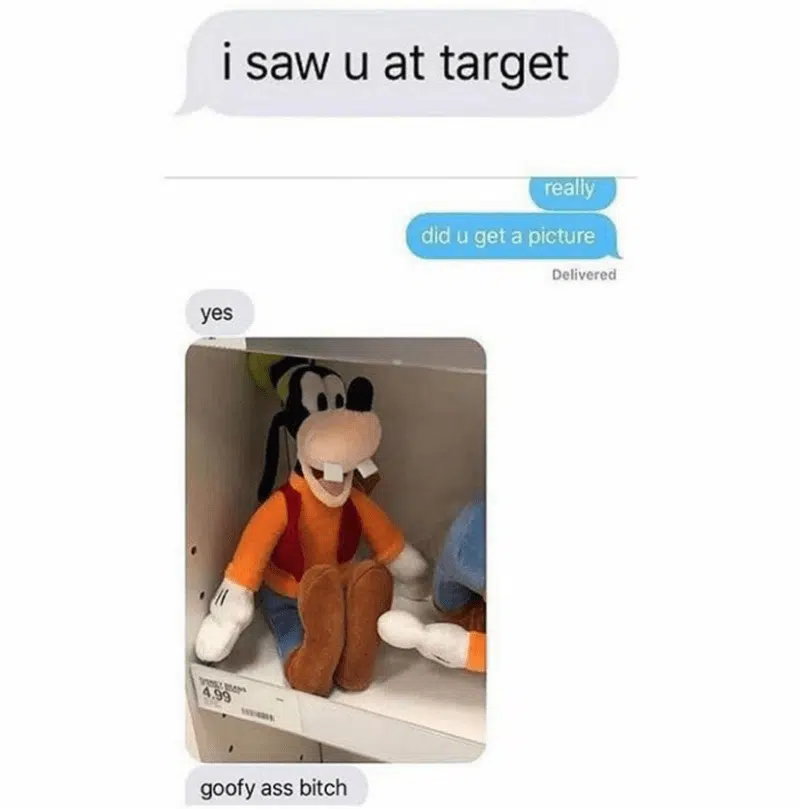 i saw u at target
really
did u get a picture
Delivered
yes
4.99
goofy ass bitch